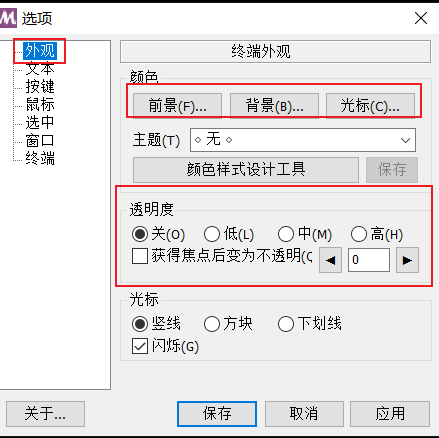 选项
外观
文本
按键
鼠标
选中
窗口
终端
终端外观
颜色
前景(F)... 背景(B)... 光标(C)...
主题(T) ◇ 无 ◇
颜色样式设计工具 保存
透明度
关(O) 低(L) 中(M) 高(H)
获得焦点后变为不透明(Q 0
光标
竖线 方块 下划线
闪烁(G)
关于... 保存 取消 应用